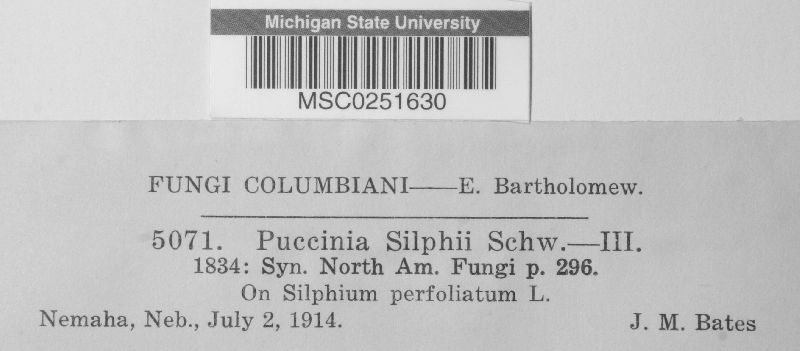 Michigan State University
MSC0251630
FUNGI COLUMBIANI——E. Bartholomew.
5071. Puccinia Silphii Schw.—III.
1834: Syn. North Am. Fungi p. 296.
On Silphium perfoliatum L.
Nemaha, Neb., July 2, 1914. J. M. Bates